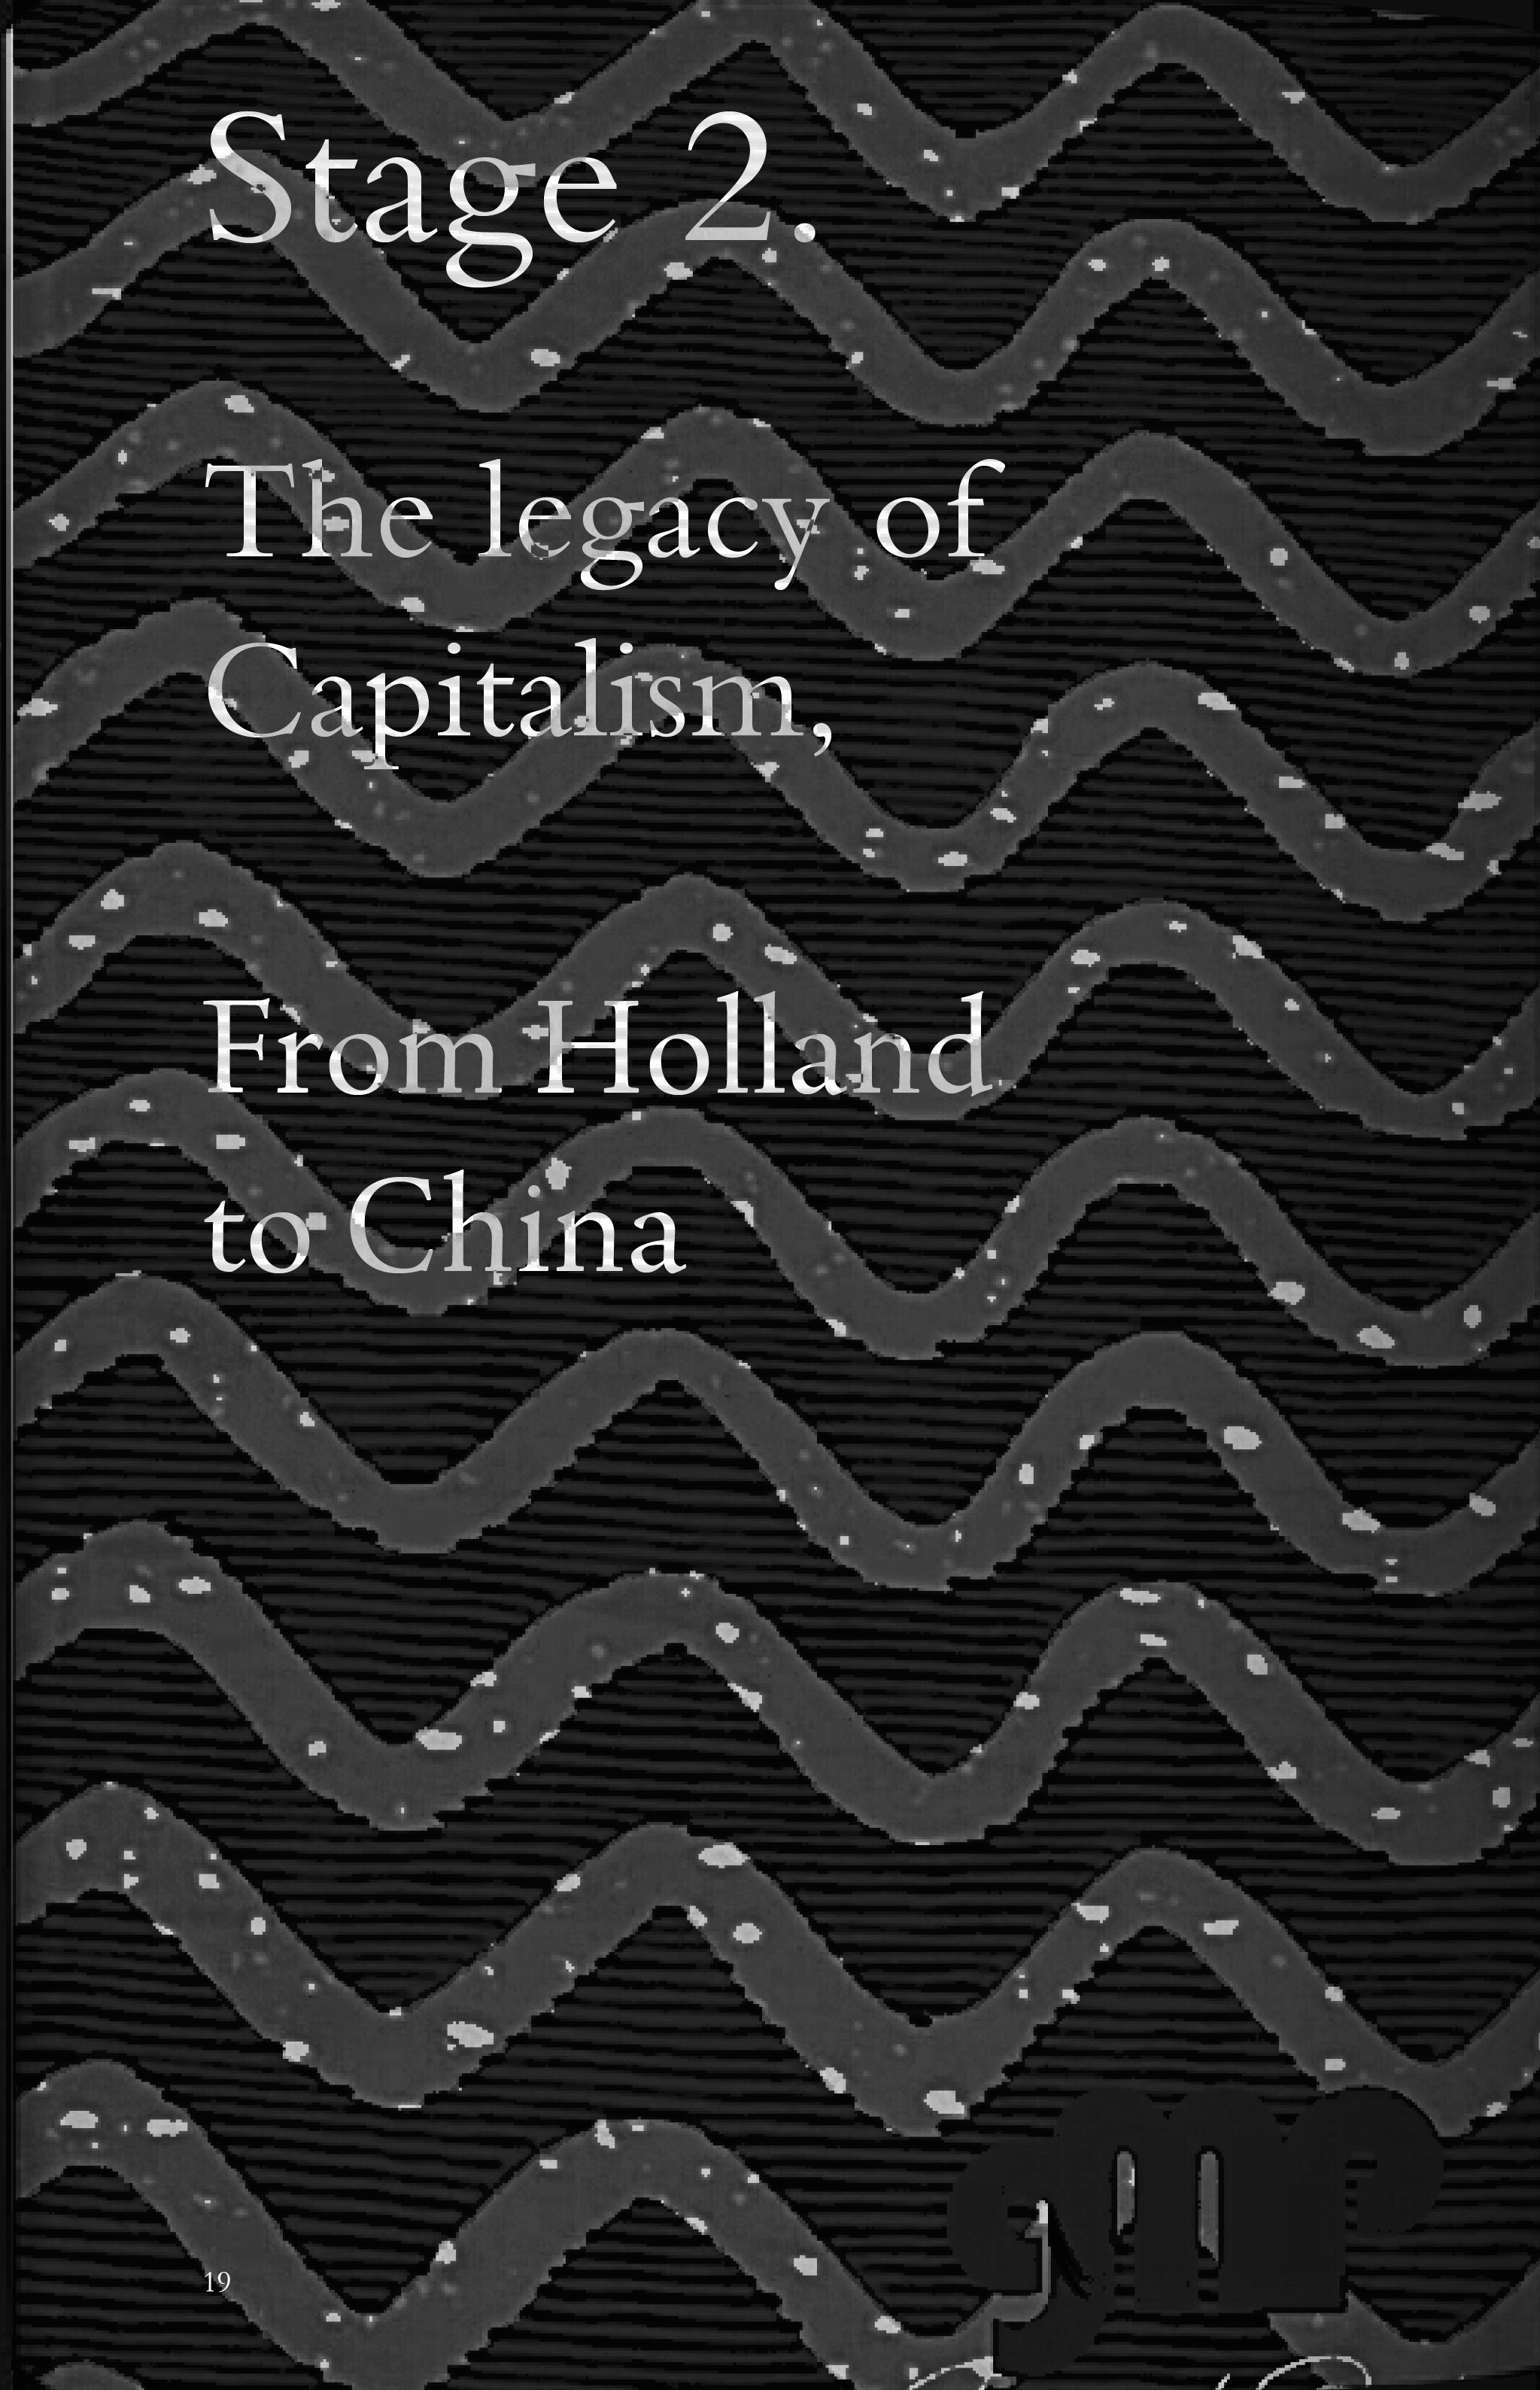 Stage 2.
The legacy of
Capitalism,
From Holland
to China
19